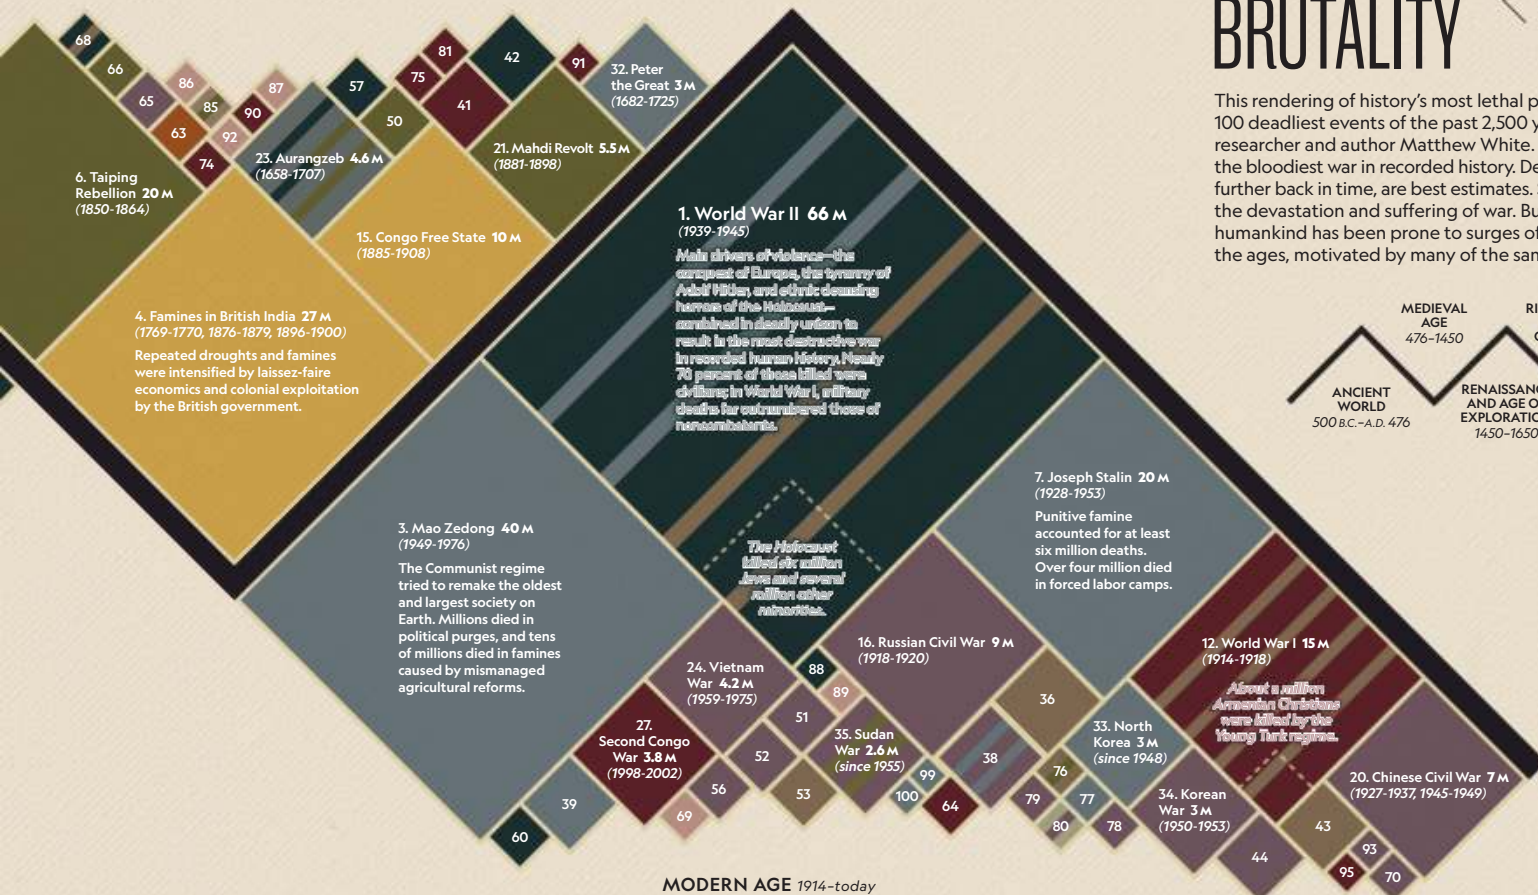 BRUTALITY
This rendering of history's most lethal p
100 deadliest events of the past 2,500 y
researcher and author Matthew White.
the bloodiest war in recorded history. De
further back in time, are best estimates.
the devastation and suffering of war. Bu
humankind has been prone to surges of
the ages, motivated by many of the sam
MEDIEVAL
AGE
476–1450
RI
ANCIENT
WORLD
500 B.C.–A.D. 476
RENAISSANC
AND AGE O
EXPLORATIO
1450–1650
68
66
65
63
86
85
92
74
87
90
57
50
81
75
41
42
91
32. Peter
the Great 3 M
(1682-1725)
23. Aurangzeb 4.6 M
(1658-1707)
21. Mahdi Revolt 5.5 M
(1881-1898)
6. Taiping
Rebellion 20 M
(1850-1864)
15. Congo Free State 10 M
(1885-1908)
4. Famines in British India 27 M
(1769-1770, 1876-1879, 1896-1900)
Repeated droughts and famines
were intensified by laissez-faire
economics and colonial exploitation
by the British government.
1. World War II 66 M
(1939-1945)
Main drivers of violence—the
conquest of Europe, the tyranny of
Adolf Hitler, and ethnic cleansing
horrors of the Holocaust—
combined in deadly unison to
result in the most destructive war
in recorded human history. Nearly
70 percent of those killed were
civilians; in World War I, military
deaths far outnumbered those of
noncombatants.
The Holocaust
killed six million
Jews and several
million other
minorities.
3. Mao Zedong 40 M
(1949-1976)
The Communist regime
tried to remake the oldest
and largest society on
Earth. Millions died in
political purges, and tens
of millions died in famines
caused by mismanaged
agricultural reforms.
7. Joseph Stalin 20 M
(1928-1953)
Punitive famine
accounted for at least
six million deaths.
Over four million died
in forced labor camps.
16. Russian Civil War 9 M
(1918-1920)
12. World War I 15 M
(1914-1918)
About a million
Armenian Christians
were killed by the
Young Turk regime.
24. Vietnam
War 4.2 M
(1959-1975)
88
89
51
52
36
27.
Second Congo
War 3.8 M
(1998-2002)
35. Sudan
War 2.6 M
(since 1955)
33. North
Korea 3 M
(since 1948)
20. Chinese Civil War 7 M
(1927-1937, 1945-1949)
34. Korean
War 3 M
(1950-1953)
38
76
99
100
64
79
77
80
78
56
53
39
69
60
43
44
93
95
70
MODERN AGE 1914–today